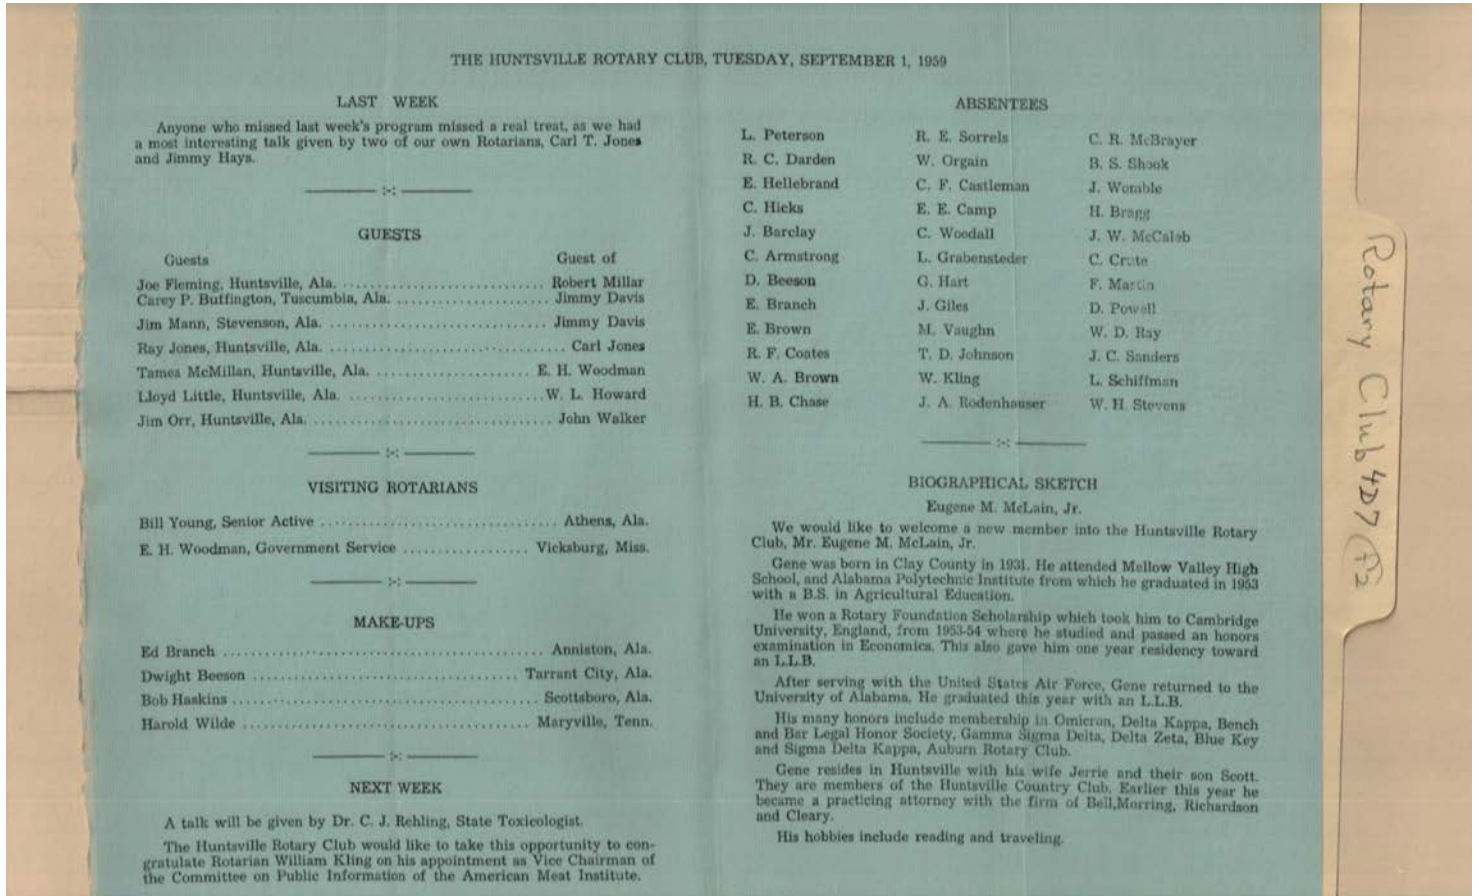 THE HUNTSVILLE ROTARY CLUB, TUESDAY, SEPTEMBER 1, 1959
LAST WEEK
Anyone who missed last week's program missed a real treat, as we had
a most interesting talk given by two of our own Rotarians, Carl T. Jones
and Jimmy Hays.
GUESTS
Guests Guest of
Joe Fleming, Huntsville, Ala. Robert Millar
Carey P. Buffington, Tuscumbia, Ala. Jimmy Davis
Jim Mann, Stevenson, Ala. Jimmy Davis
Ray Jones, Huntsville, Ala. Carl Jones
Tamea McMillan, Huntsville, Ala. E. H. Woodman
Lloyd Little, Huntsville, Ala. W. L. Howard
Jim Orr, Huntsville, Ala. John Walker
VISITING ROTARIANS
Bill Young, Senior Active Athens, Ala.
E. H. Woodman, Government Service Vicksburg, Miss.
MAKE-UPS
Ed Branch Anniston, Ala.
Dwight Beeson Tarrant City, Ala.
Bob Haskins Scottsboro, Ala.
Harold Wilde Maryville, Tenn.
NEXT WEEK
A talk will be given by Dr. C. J. Rehling, State Toxicologist.
The Huntsville Rotary Club would like to take this opportunity to con-
gratulate Rotarian William Kling on his appointment as Vice Chairman of
the Committee on Public Information of the American Meat Institute.
ABSENTEES
L. Peterson R. E. Sorrels C. R. McBrayer
R. C. Darden W. Orgain B. S. Shook
E. Hellebrand C. F. Castleman J. Womble
C. Hicks E. E. Camp H. Bragg
J. Barclay C. Woodall J. W. McCaleb
C. Armstrong L. Grabensteder C. Crute
D. Beeson G. Hart F. Martin
E. Branch J. Giles D. Powell
E. Brown M. Vaughn W. D. Ray
R. F. Coates T. D. Johnson J. C. Sanders
W. A. Brown W. Kling L. Schiffman
H. B. Chase J. A. Rodenhauser W. H. Stevens
BIOGRAPHICAL SKETCH
Eugene M. McLain, Jr.
We would like to welcome a new member into the Huntsville Rotary
Club, Mr. Eugene M. McLain, Jr.
Gene was born in Clay County in 1931. He attended Mellow Valley High
School, and Alabama Polytechnic Institute from which he graduated in 1953
with a B.S. in Agricultural Education.
He won a Rotary Foundation Scholarship which took him to Cambridge
University, England, from 1953-54 where he studied and passed an honors
examination in Economics. This also gave him one year residency toward
an L.L.B.
After serving with the United States Air Force, Gene returned to the
University of Alabama. He graduated this year with an L.L.B.
His many honors include membership in Omicron, Delta Kappa, Bench
and Bar Legal Honor Society, Gamma Sigma Delta, Delta Zeta, Blue Key
and Sigma Delta Kappa, Auburn Rotary Club.
Gene resides in Huntsville with his wife Jerrie and their son Scott.
They are members of the Huntsville Country Club. Earlier this year he
became a practicing attorney with the firm of Bell,Morring, Richardson
and Cleary.
His hobbies include reading and traveling.
Rotary Club 4D7